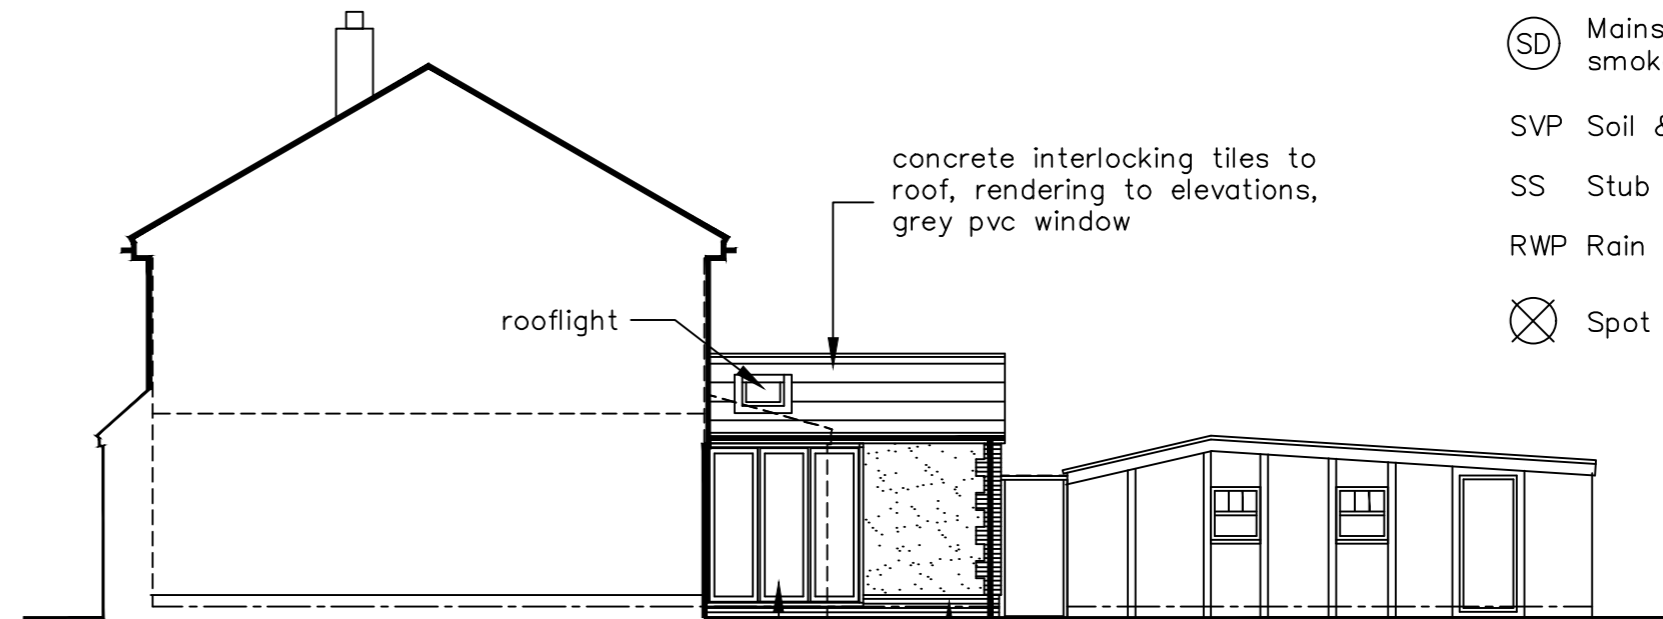 concrete interlocking tiles to
roof, rendering to elevations,
grey pvc window
rooflight
SD Mains
smok
SVP Soil &
SS Stub
RWP Rain
Spot